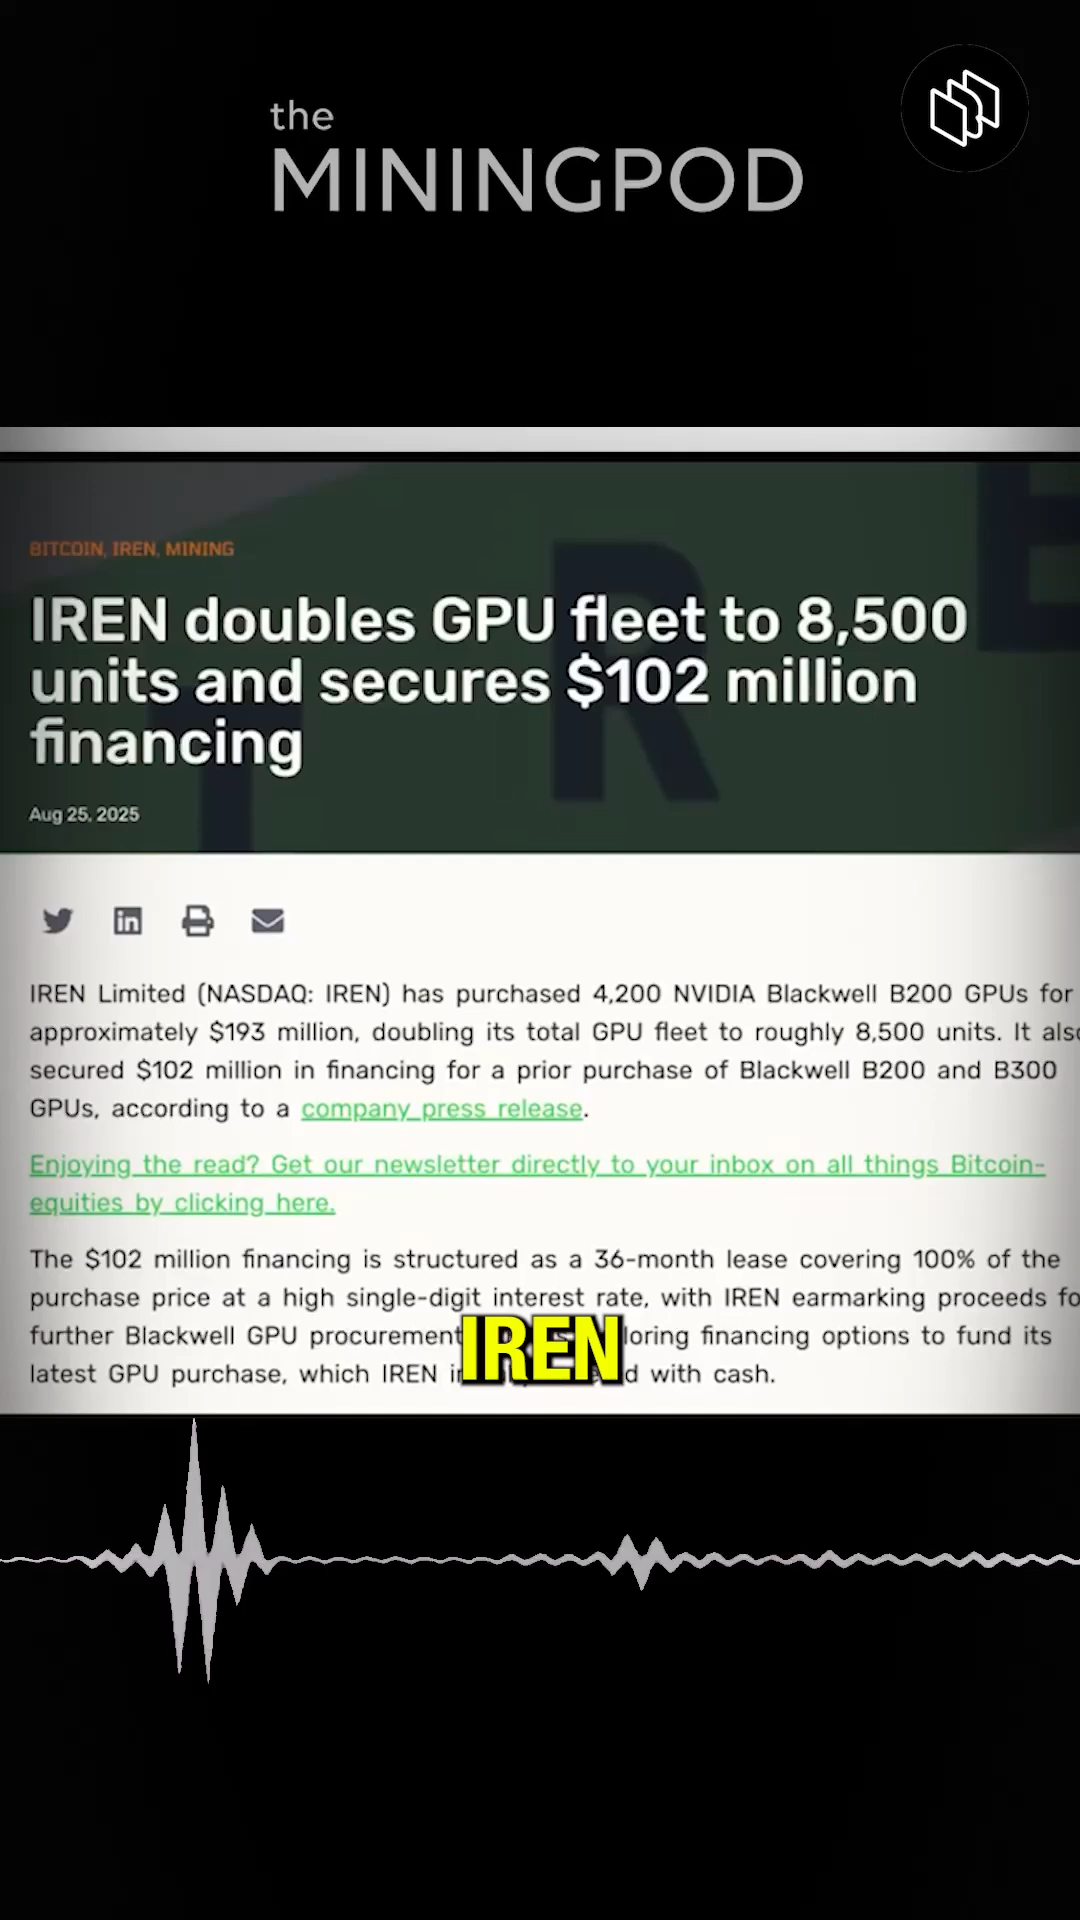 the
MININGPOD
BITCOIN, IREN, MINING
IREN doubles GPU fleet to 8,500
units and secures $102 million
financing
Aug 25, 2025
IREN Limited (NASDAQ: IREN) has purchased 4,200 NVIDIA Blackwell B200 GPUs for
approximately $193 million, doubling its total GPU fleet to roughly 8,500 units. It
secured $102 million in financing for a prior purchase of Blackwell B200 and B300
GPUs, according to a company press release.
Enjoying the read? Get our newsletter directly to your inbox on all things Bitcoin-
equities by clicking here.
The $102 million financing is structured as a 36-month lease covering 100% of the
purchase price at a high single-digit interest rate, with IREN earmarking proceeds
further Blackwell GPU procurement financing options to fund its
latest GPU purchase, which IREN with cash.
IREN